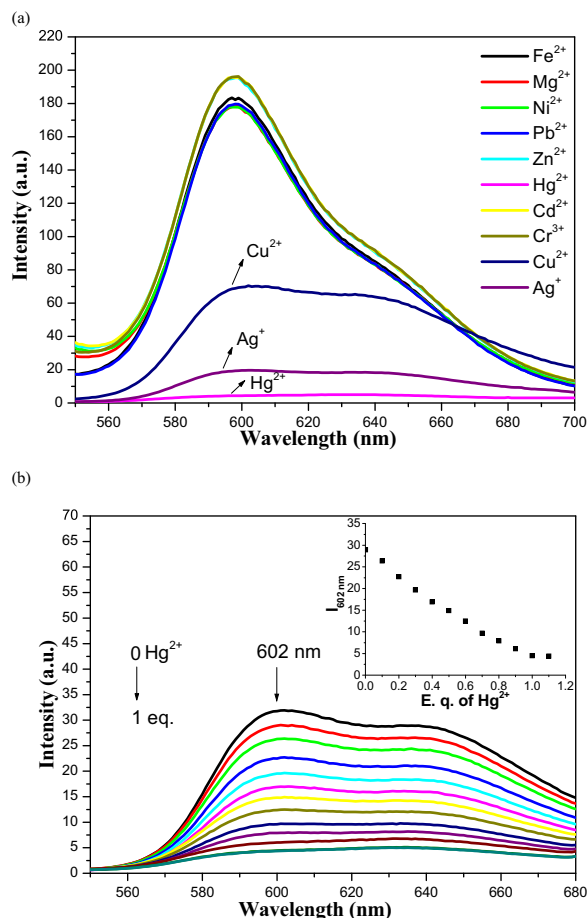 (a)
220
200
180
160
140
120
100
80
60
40
20
0
Intensity (a.u.)
Fe²⁺
Mg²⁺
Ni²⁺
Pb²⁺
Zn²⁺
Hg²⁺
Cd²⁺
Cr³⁺
Cu²⁺
Ag⁺
Cu²⁺
Ag⁺
Hg²⁺
560 580 600 620 640 660 680 700
Wavelength (nm)
(b)
70
65
60
55
50
45
40
35
30
25
20
15
10
5
0
Intensity (a.u.)
0 Hg²⁺
1 eq.
602 nm
35
30
25
20
15
10
5
0
I₆₀₂ ₙₘ
0.0 0.2 0.4 0.6 0.8 1.0
E. q. of Hg²⁺
560 580 600 620 640 660 680
Wavelength (nm)